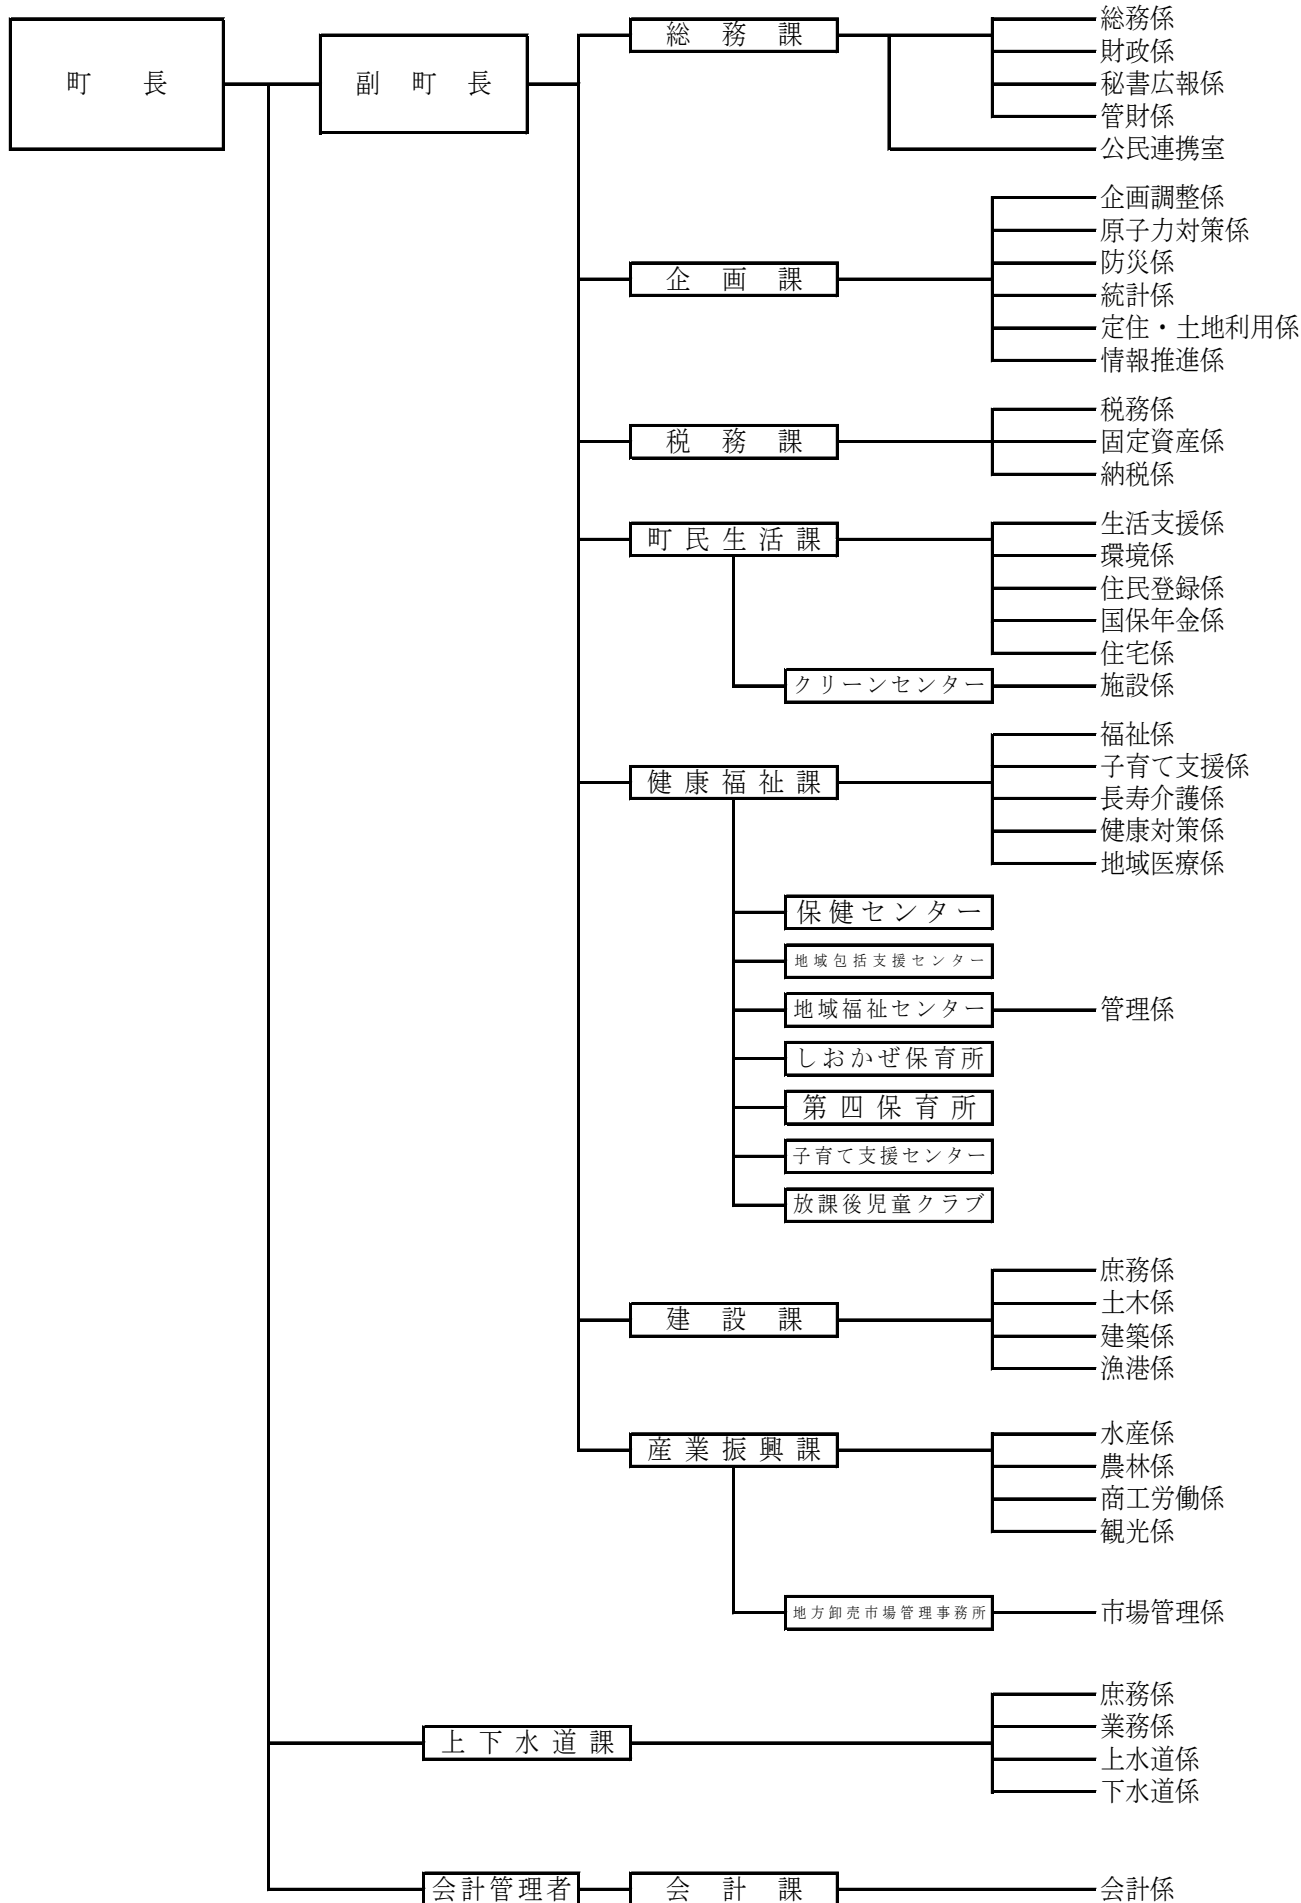 町長
副町長
総務課
総務係
財政係
秘書広報係
管財係
公民連携室
企画課
企画調整係
原子力対策係
防災係
統計係
定住・土地利用係
情報推進係
税務課
税務係
固定資産係
納税係
町民生活課
生活支援係
環境係
住民登録係
国保年金係
住宅係
クリーンセンター
施設係
健康福祉課
福祉係
子育て支援係
長寿介護係
健康対策係
地域医療係
保健センター
地域包括支援センター
地域福祉センター
管理係
しおかぜ保育所
第四保育所
子育て支援センター
放課後児童クラブ
建設課
庶務係
土木係
建築係
漁港係
産業振興課
水産係
農林係
商工労働係
観光係
地方卸売市場管理事務所
市場管理係
上下水道課
庶務係
業務係
上水道係
下水道係
会計管理者
会計課
会計係